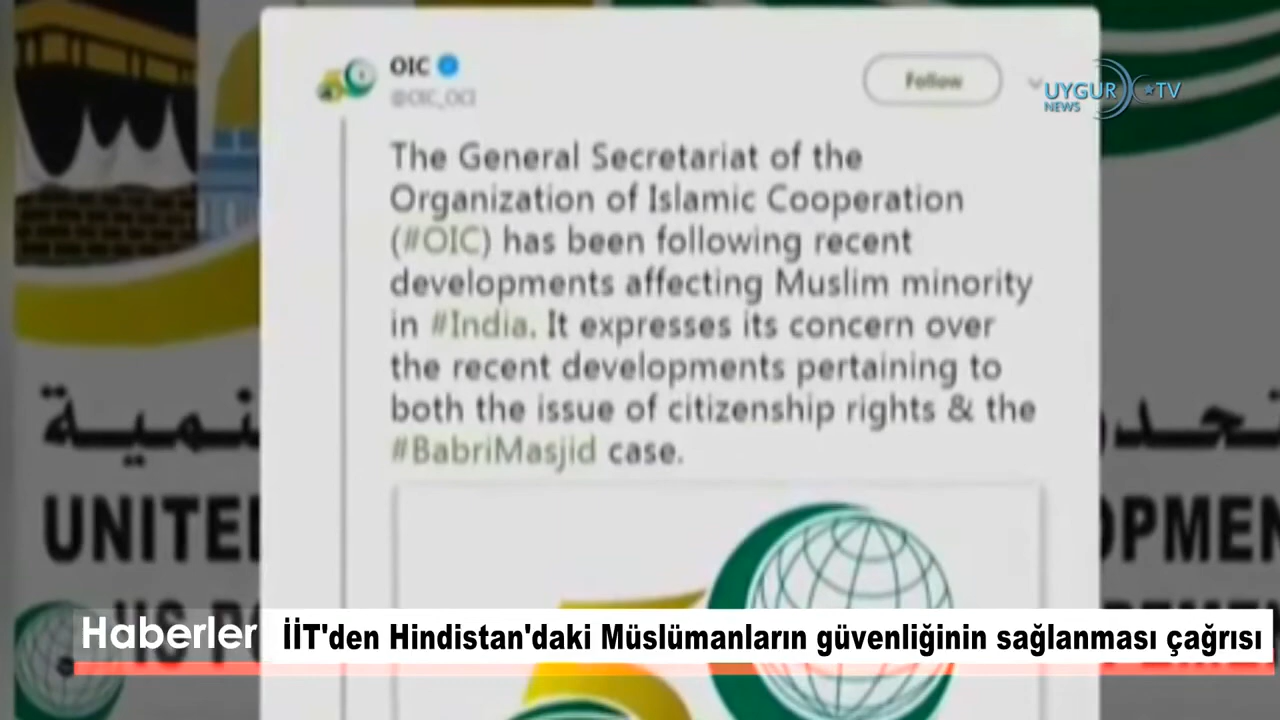 OIC
@OIC_OCI
Follow
UYGUR TV
NEWS
The General Secretariat of the
Organization of Islamic Cooperation
(#OIC) has been following recent
developments affecting Muslim minority
in #India. It expresses its concern over
the recent developments pertaining to
both the issue of citizenship rights & the
#BabriMasjid case.
UNITE
OPMEN
Haberler
İİT'den Hindistan'daki Müslümanların güvenliğinin sağlanması çağrısı